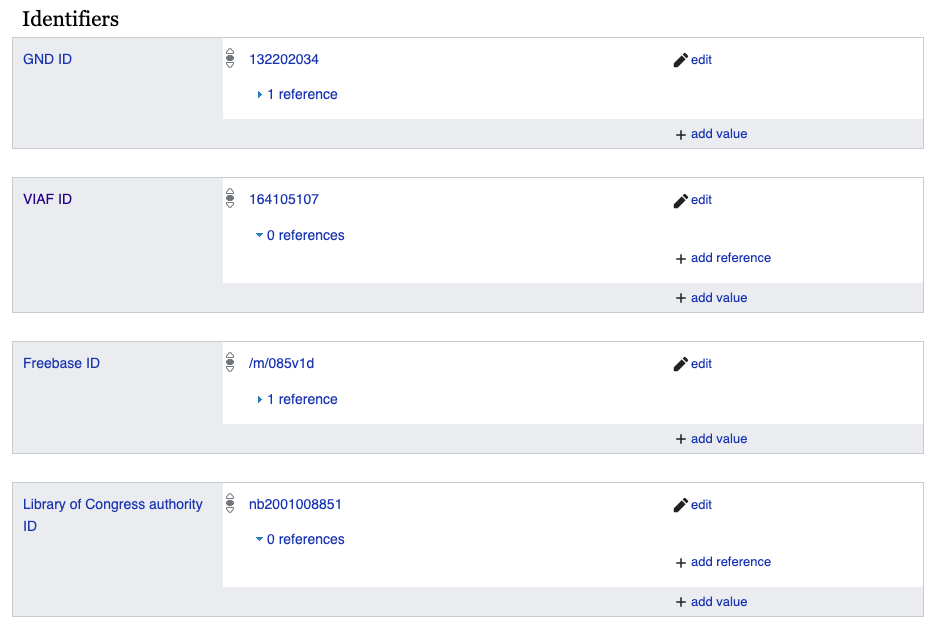 Identifiers
GND ID
132202034
edit
1 reference
add value
VIAF ID
164105107
edit
0 references
add reference
add value
Freebase ID
/m/085v1d
edit
1 reference
add value
Library of Congress authority
ID
nb2001008851
edit
0 references
add reference
add value